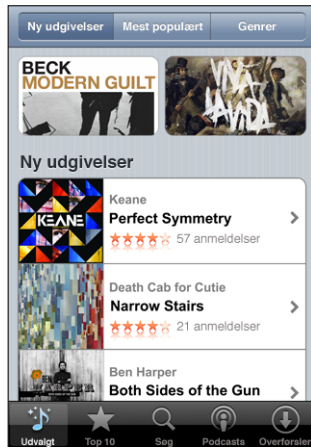 Ny udgivelser
Mest populært
Genrer
BECK
MODERN GUILT
VIVA
LA VIDA
Ny udgivelser
KEANE
Keane
Perfect Symmetry
57 anmeldelser
Death Cab for Cutie
Narrow Stairs
21 anmeldelser
Ben Harper
Both Sides of the Gun
Udvalgt
Top 10
Søg
Podcasts
Overførsler